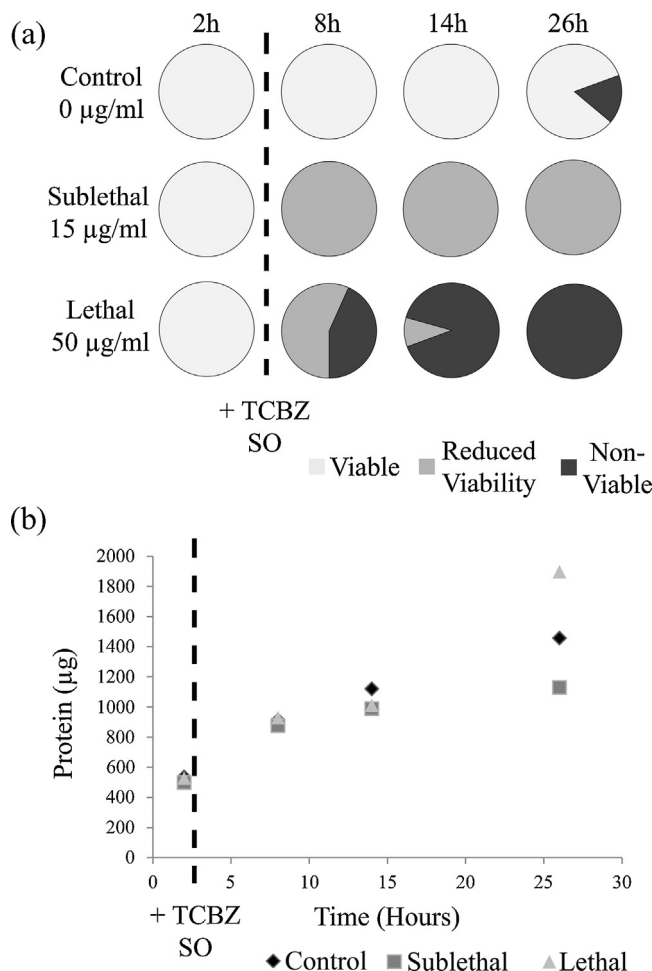 (a)
2h 8h 14h 26h
Control
0 µg/ml
Sublethal
15 µg/ml
Lethal
50 µg/ml
+ TCBZ
SO
Viable Reduced Viability Non-Viable
(b)
Protein (µg)
2000
1800
1600
1400
1200
1000
800
600
400
200
0
0 5 10 15 20 25 30
+ TCBZ
SO
Time (Hours)
Control Sublethal Lethal